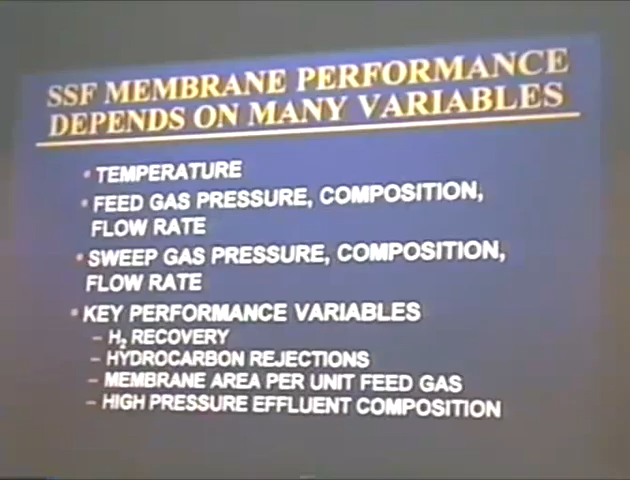 SSF MEMBRANE PERFORMANCE
DEPENDS ON MANY VARIABLES
• TEMPERATURE
• FEED GAS PRESSURE, COMPOSITION,
FLOW RATE
• SWEEP GAS PRESSURE, COMPOSITION,
FLOW RATE
• KEY PERFORMANCE VARIABLES
– H₂ RECOVERY
– HYDROCARBON REJECTIONS
– MEMBRANE AREA PER UNIT FEED GAS
– HIGH PRESSURE EFFLUENT COMPOSITION